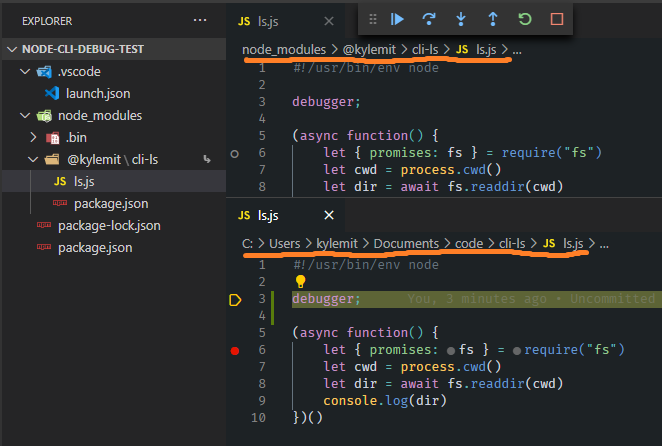 EXPLORER
NODE-CLI-DEBUG-TEST
.vscode
launch.json
node_modules
.bin
@kylemit \ cli-ls
JS ls.js
package.json
package-lock.json
package.json
JS ls.js
node_modules > @kylemit > cli-ls > JS ls.js > ...
1 #!/usr/bin/env node
2
3 debugger;
4
5 (async function() {
6 let { promises: fs } = require("fs")
7 let cwd = process.cwd()
8 let dir = await fs.readdir(cwd)
JS ls.js
C: > Users > kylemit > Documents > code > cli-ls > JS ls.js > ...
1 #!/usr/bin/env node
2
3 debugger; You, 3 minutes ago • Uncommitted
4
5 (async function() {
6 let { promises: fs } = require("fs")
7 let cwd = process.cwd()
8 let dir = await fs.readdir(cwd)
9 console.log(dir)
10 })()